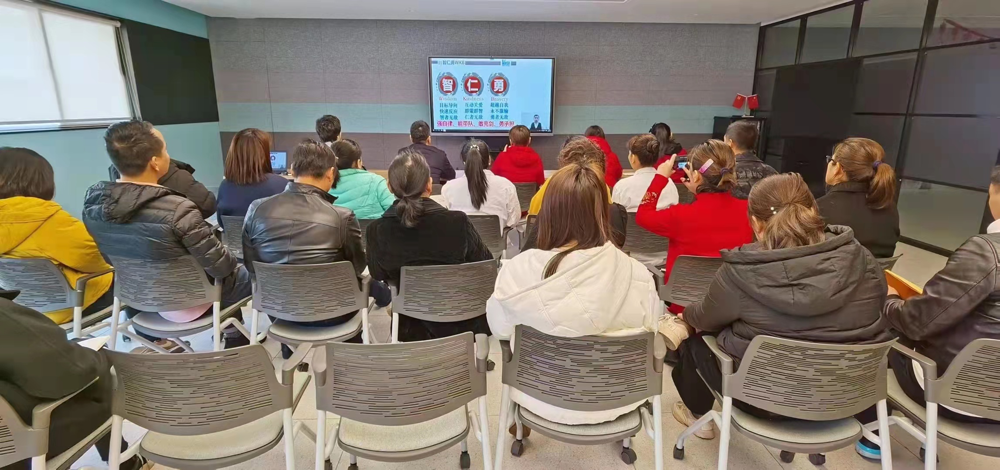 智仁勇WKB
智 仁 勇
Wisdom Kindness Bravery
目标导向 互动关爱 超越自我
快速反应 群策群智 永不服输
智者无敌 仁者无敌 勇者无敌
强自律、能带队、敢亮剑、勇承担